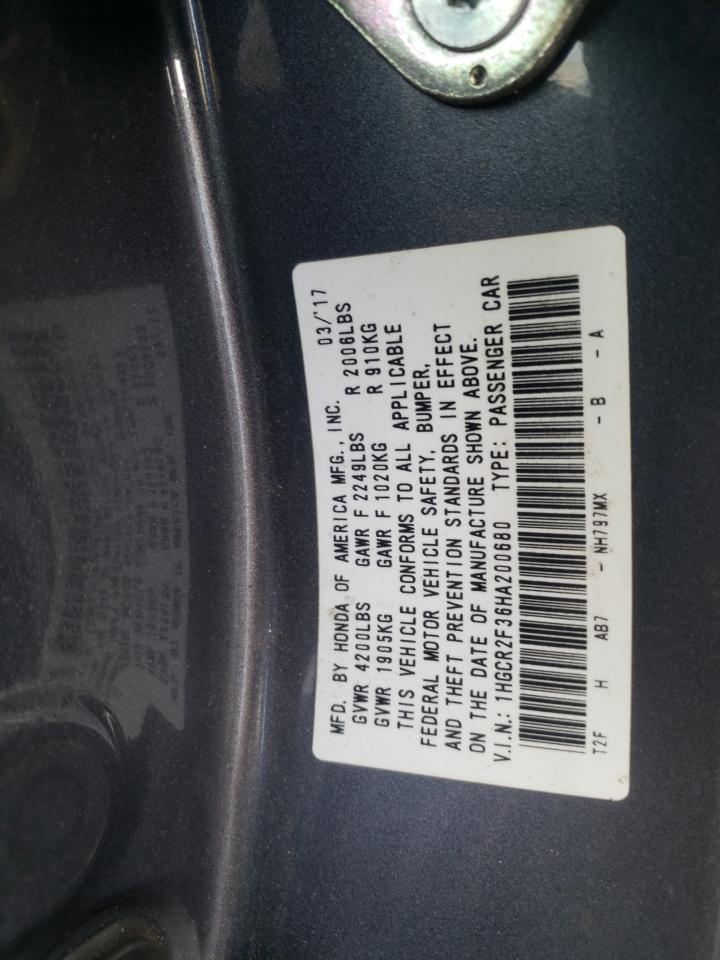 MFD. BY HONDA OF AMERICA MFG., INC. 03/'17
GVWR 4200LBS GAWR F 2249LBS R 2006LBS
GVWR 1905KG GAWR F 1020KG R 910KG
THIS VEHICLE CONFORMS TO ALL APPLICABLE
FEDERAL MOTOR VEHICLE SAFETY, BUMPER,
AND THEFT PREVENTION STANDARDS IN EFFECT
ON THE DATE OF MANUFACTURE SHOWN ABOVE.
V.I.N.: 1HGCR2F36HA200680 TYPE: PASSENGER CAR
T2F H AB7 - NH797MX - B - A